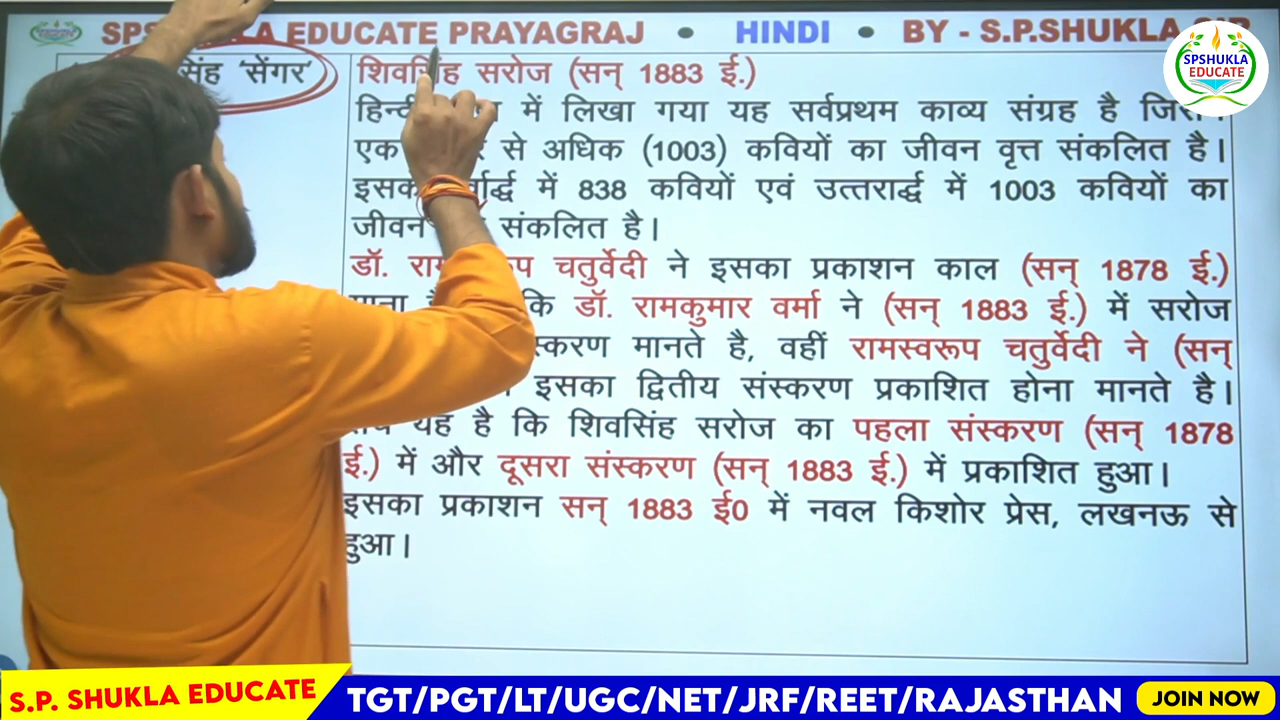 EDUCATE PRAYAGRAJ • HINDI • BY - S.P.SHUKLA
SPSHUKLA
EDUCATE
'सेंगर'
शिवसिंह सरोज (सन् 1883 ई.)
में लिखा गया यह सर्वप्रथम काव्य संग्रह है
एक से अधिक (1003) कवियों का जीवन वृत्त संकलित है।
में 838 कवियों एवं उत्तरार्द्ध में 1003 कवियों का
जीवन संकलित है।
डॉ. चतुर्वेदी ने इसका प्रकाशन काल (सन् 1878 ई.)
कि डॉ. रामकुमार वर्मा ने (सन् 1883 ई.) में सरोज
मानते है, वहीं रामस्वरूप चतुर्वेदी ने (सन्
इसका द्वितीय संस्करण प्रकाशित होना मानते है।
यह है कि शिवसिंह सरोज का पहला संस्करण (सन् 1878
ई.) में और दूसरा संस्करण (सन् 1883 ई.) में प्रकाशित हुआ।
इसका प्रकाशन सन् 1883 ई0 में नवल किशोर प्रेस, लखनऊ से
हुआ।
S.P. SHUKLA EDUCATE
TGT/PGT/LT/UGC/NET/JRF/REET/RAJASTHAN
JOIN NOW